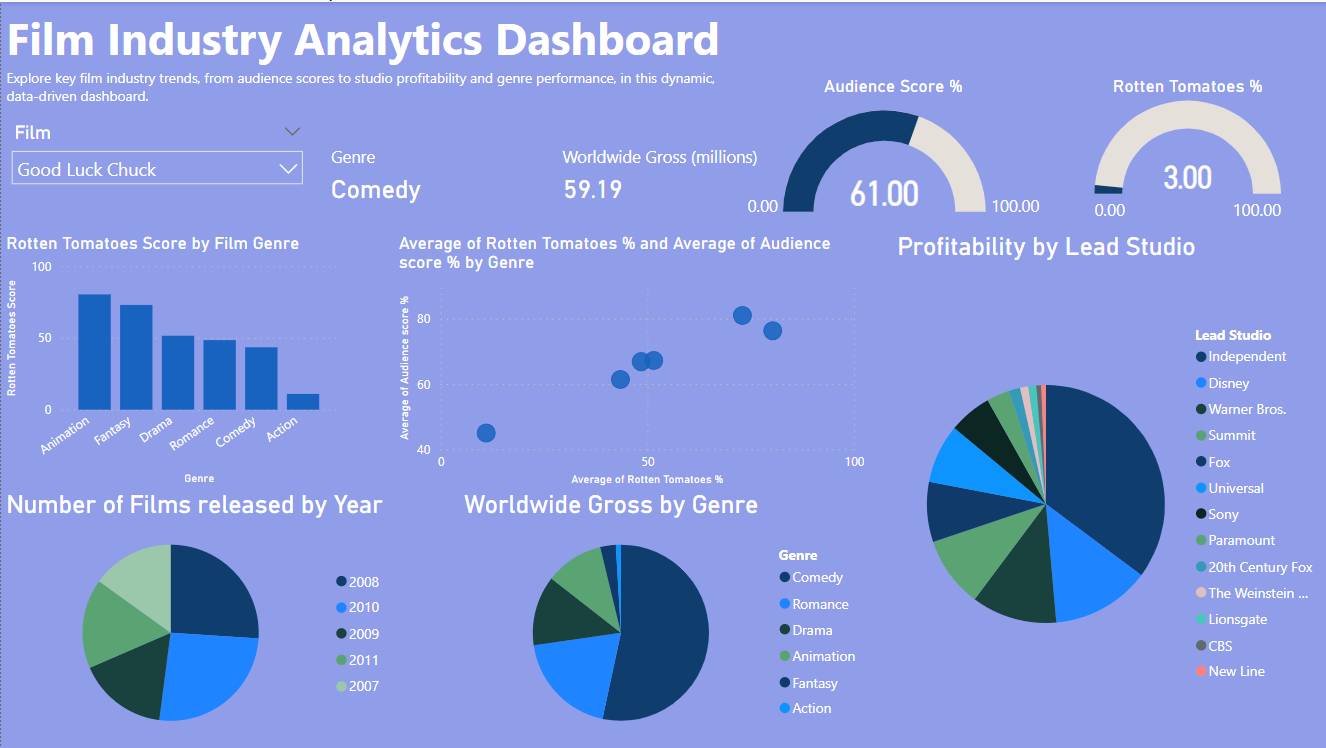 Film Industry Analytics Dashboard
Explore key film industry trends, from audience scores to studio profitability and genre performance, in this dynamic,
data-driven dashboard.
Film
Good Luck Chuck
Genre
Comedy
Worldwide Gross (millions)
59.19
Audience Score %
61.00
0.00
100.00
Rotten Tomatoes %
3.00
0.00
100.00
Rotten Tomatoes Score by Film Genre
Rotten Tomatoes Score
100
50
0
Animation
Fantasy
Drama
Romance
Comedy
Action
Genre
Average of Rotten Tomatoes % and Average of Audience
score % by Genre
Average of Audience score %
80
60
40
0
50
100
Average of Rotten Tomatoes %
Profitability by Lead Studio
Lead Studio
Independent
Disney
Warner Bros.
Summit
Fox
Universal
Sony
Paramount
20th Century Fox
The Weinstein ...
Lionsgate
CBS
New Line
Number of Films released by Year
2008
2010
2009
2011
2007
Worldwide Gross by Genre
Genre
Comedy
Romance
Drama
Animation
Fantasy
Action